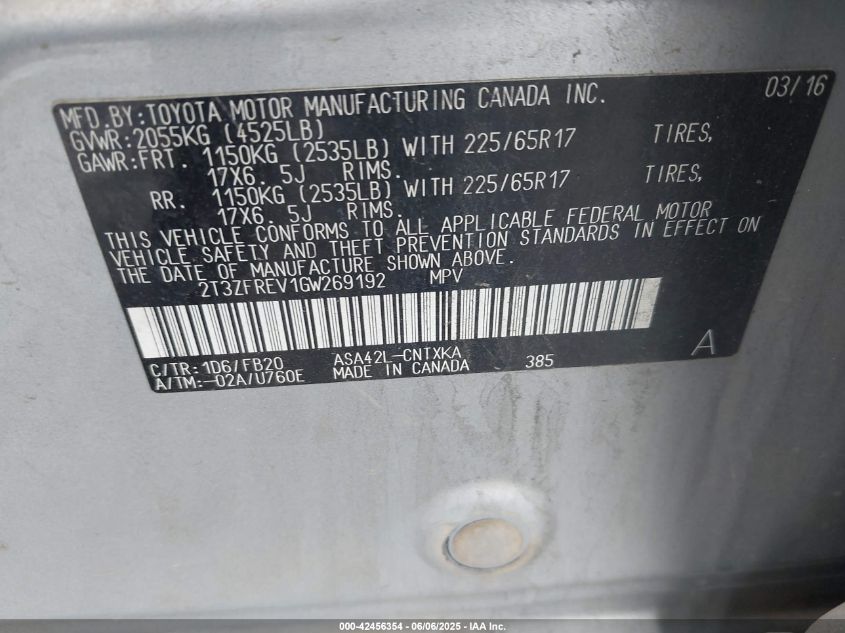 MFD.BY:TOYOTA MOTOR MANUFACTURING CANADA INC. 03/16
GVWR:2055KG (4525LB)
GAWR:FRT. 1150KG (2535LB) WITH 225/65R17 TIRES,
17X6. 5J RIMS.
RR. 1150KG (2535LB) WITH 225/65R17 TIRES,
17X6. 5J RIMS.
THIS VEHICLE CONFORMS TO ALL APPLICABLE FEDERAL MOTOR
VEHICLE SAFETY AND THEFT PREVENTION STANDARDS IN EFFECT ON
THE DATE OF MANUFACTURE SHOWN ABOVE.
2T3ZFREV1GW269192 MPV
C/TR:1D6/FB20 ASA42L-CNTXKA A
A/TM:-02A/U760E MADE IN CANADA 385
000-42456354 - 06/06/2025 - IAA Inc.